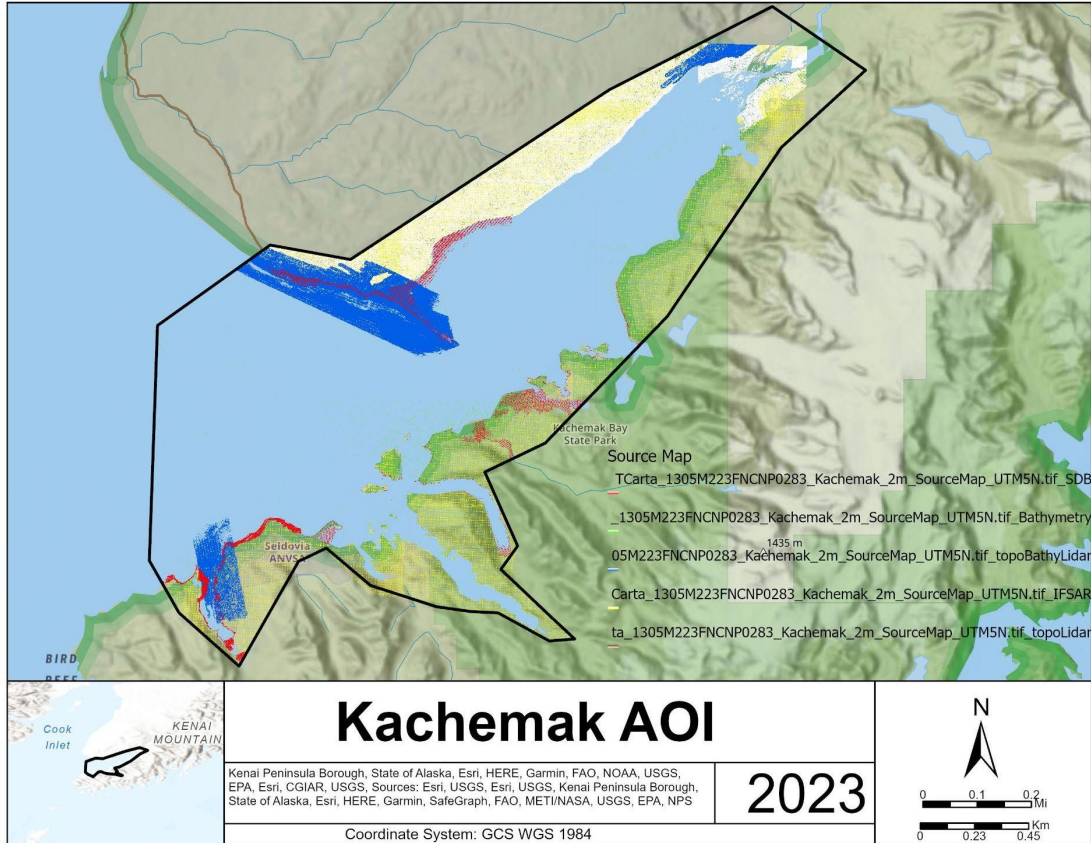 Kachemak Bay
State Park
Source Map
TCarta_1305M223FNCNP0283_Kachemak_2m_SourceMap_UTM5N.tif_SDB
_1305M223FNCNP0283_Kachemak_2m_SourceMap_UTM5N.tif_Bathymetry
1435 m
05M223FNCNP0283_Kachemak_2m_SourceMap_UTM5N.tif_topoBathyLidar
Carta_1305M223FNCNP0283_Kachemak_2m_SourceMap_UTM5N.tif_IFSAR
ta_1305M223FNCNP0283_Kachemak_2m_SourceMap_UTM5N.tif_topoLidar
Seldovia
ANVSA
BIRD
Cook
Inlet
KENAI
MOUNTAIN
Kachemak AOI
Kenai Peninsula Borough, State of Alaska, Esri, HERE, Garmin, FAO, NOAA, USGS,
EPA, Esri, CGIAR, USGS, Sources: Esri, USGS, Esri, USGS, Kenai Peninsula Borough,
State of Alaska, Esri, HERE, Garmin, SafeGraph, FAO, METI/NASA, USGS, EPA, NPS
Coordinate System: GCS WGS 1984
2023
N
0 0.1 0.2
Mi
Km
0 0.23 0.45